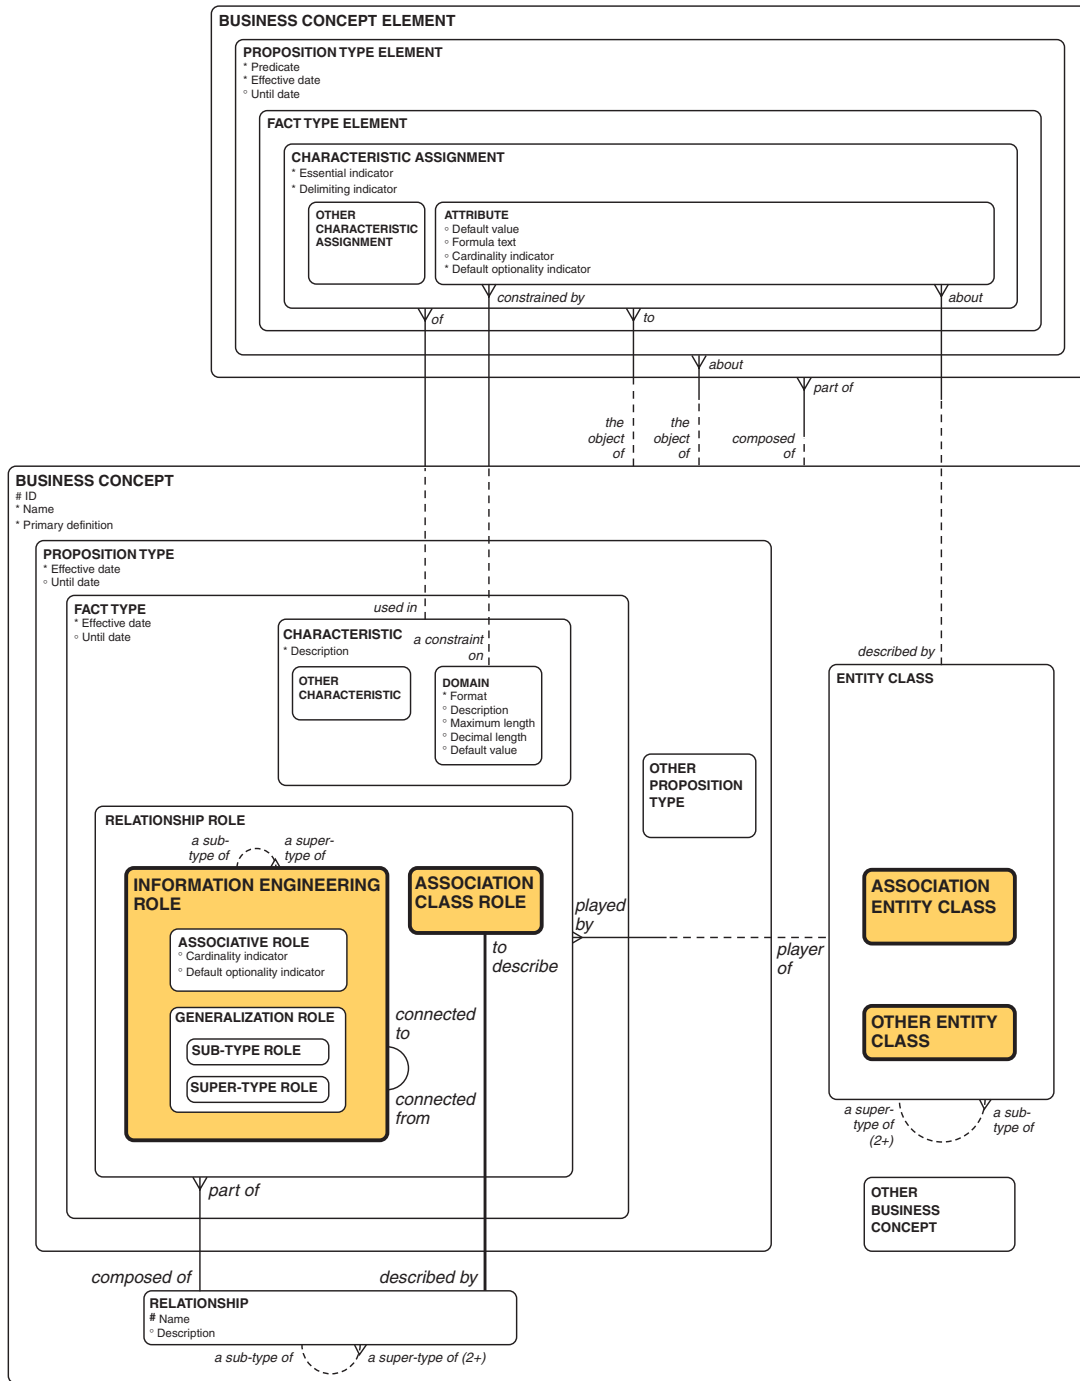 BUSINESS CONCEPT ELEMENT
PROPOSITION TYPE ELEMENT
* Predicate
* Effective date
° Until date
FACT TYPE ELEMENT
CHARACTERISTIC ASSIGNMENT
* Essential indicator
* Delimiting indicator
OTHER
CHARACTERISTIC
ASSIGNMENT
ATTRIBUTE
° Default value
° Formula text
° Cardinality indicator
* Default optionality indicator
constrained by
about
of
to
about
part of
the
object
of
the
object
of
composed
of
BUSINESS CONCEPT
# ID
* Name
* Primary definition
PROPOSITION TYPE
* Effective date
° Until date
FACT TYPE
* Effective date
° Until date
used in
CHARACTERISTIC
* Description
a constraint
on
OTHER
CHARACTERISTIC
DOMAIN
* Format
° Description
° Maximum length
° Decimal length
° Default value
described by
ENTITY CLASS
OTHER
PROPOSITION
TYPE
RELATIONSHIP ROLE
a sub-
type of
a super-
type of
INFORMATION ENGINEERING
ROLE
ASSOCIATION
CLASS ROLE
ASSOCIATIVE ROLE
° Cardinality indicator
° Default optionality indicator
GENERALIZATION ROLE
SUB-TYPE ROLE
SUPER-TYPE ROLE
to
describe
connected
to
connected
from
played
by
player
of
ASSOCIATION
ENTITY CLASS
OTHER ENTITY
CLASS
a super-
type of
(2+)
a sub-
type of
part of
OTHER
BUSINESS
CONCEPT
composed of
described by
RELATIONSHIP
# Name
° Description
a sub-type of
a super-type of (2+)